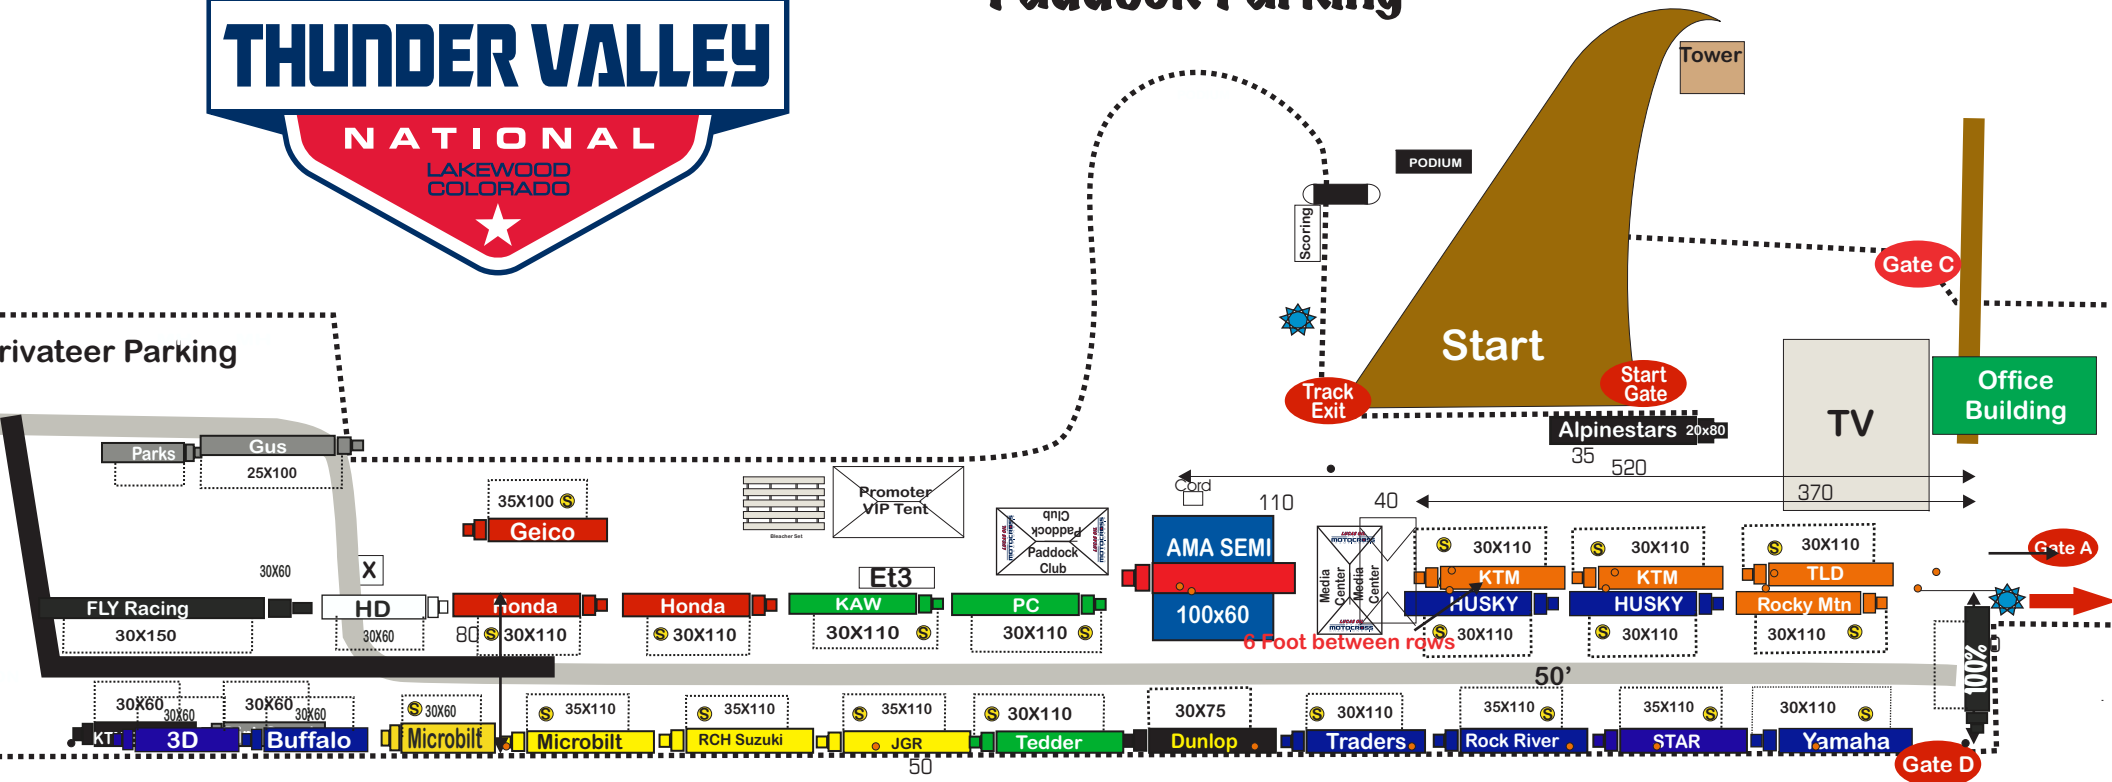 Paddock Parking
THUNDER VALLEY
NATIONAL
LAKEWOOD
COLORADO
Tower
PODIUM
Scoring
Gate C
rivateer Parking
Start
Track
Exit
Start
Gate
Office
Building
TV
Alpinestars 20x80
35
520
Parks
Gus
25X100
370
Cord
110
40
35X100 S
Geico
Promoter
VIP Tent
Bleacher Set
Paddock
Club
Paddock
Club
LUCAS OIL
MOTOCROSS
AMA SEMI
100x60
Media
Center
Media
Center
S 30X110
S 30X110
S 30X110
Gate A
KTM
KTM
TLD
30X60
X
Et3
FLY Racing
HD
Honda
Honda
KAW
PC
HUSKY
HUSKY
Rocky Mtn
30X150
30X60
80
S 30X110
S 30X110
30X110 S
30X110 S
6 Foot between rows
S 30X110
S 30X110
30X110 S
100%
50’
30X60
30X60
30X60
30X60
S 30X60
S 35X110
S 35X110
S 35X110
S 30X110
30X75
S 30X110
35X110 S
35X110 S
30X110 S
KT
3D
Buffalo
Microbilt
Microbilt
RCH Suzuki
JGR
Tedder
Dunlop
Traders
Rock River
STAR
Yamaha
Gate D
50